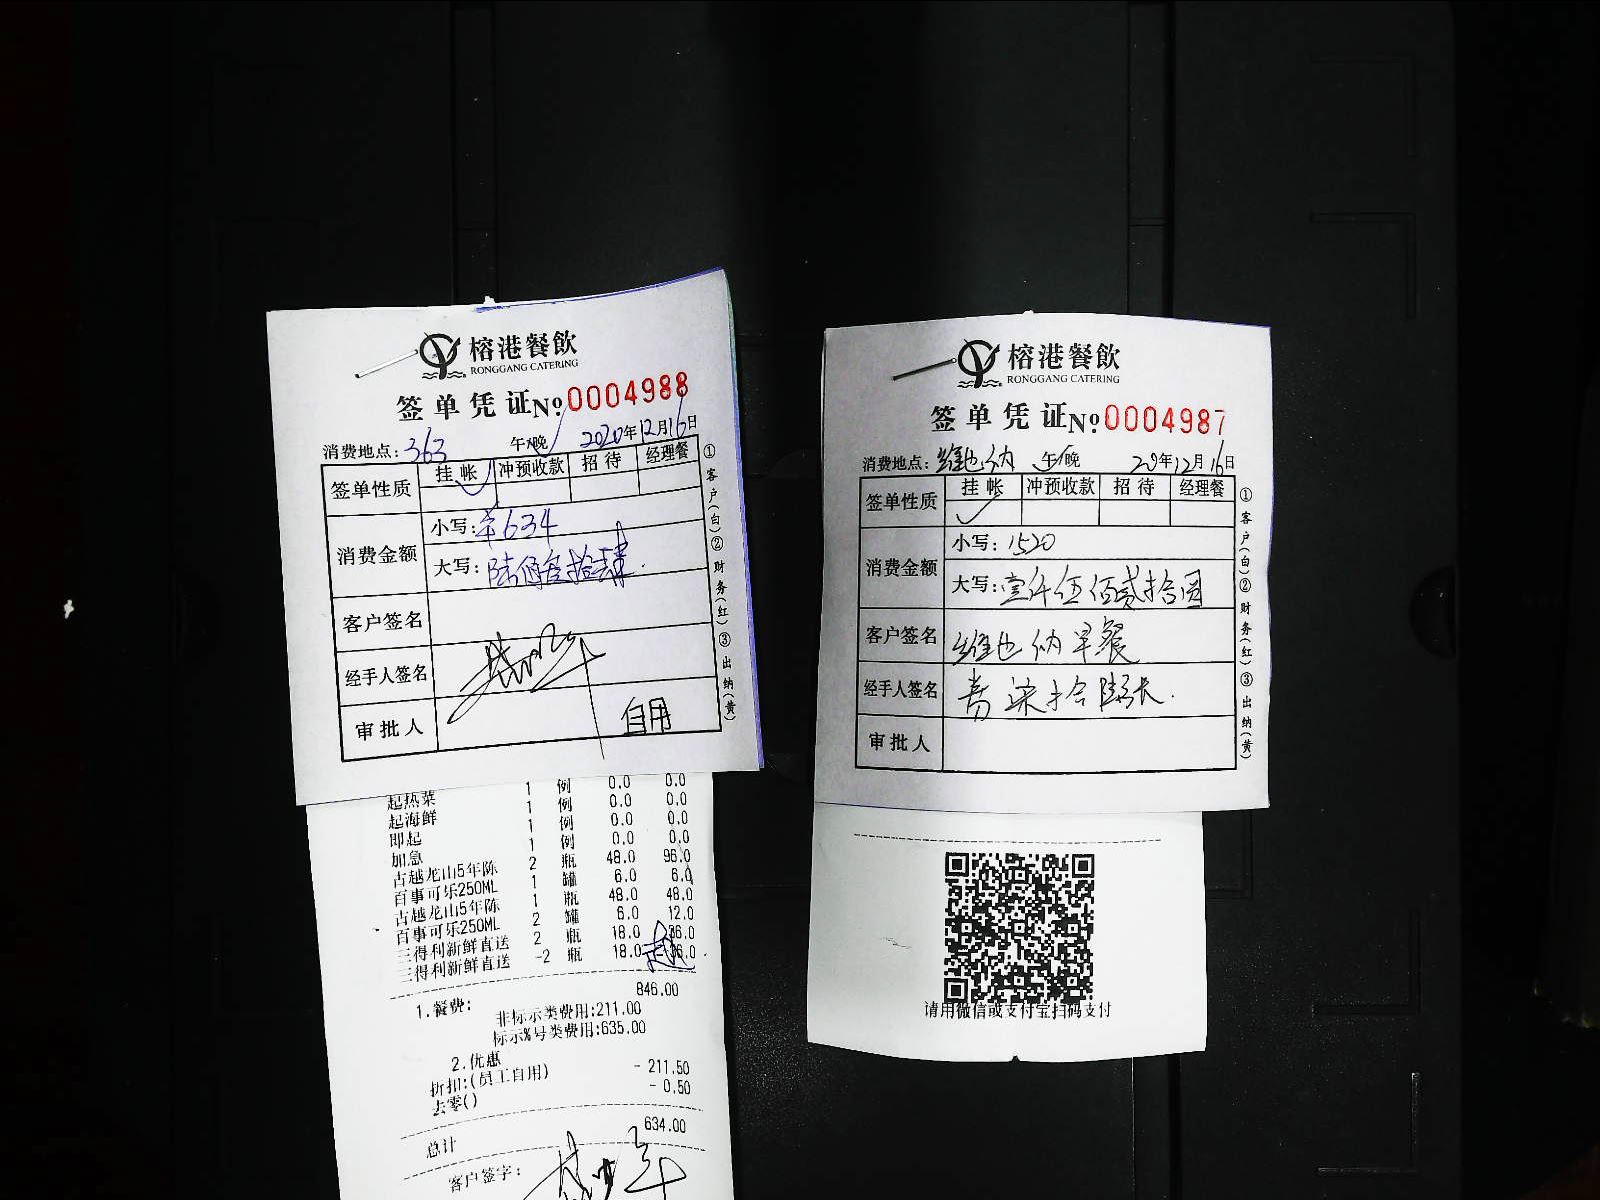 榕港餐飲
RONGGANG CATERING
签单凭证No.0004988
消费地点：363 午/晚 2020年12月16日
签单性质 挂帐 冲预收款 招待 经理餐
消费金额 小写：¥634
大写：陆佰叁拾肆
客户签名
经手人签名
审批人 自用
①客户(白)②财务(红)③出纳(黄)
起热菜 1 例 0.0 0.0
起海鲜 1 例 0.0 0.0
即起 1 例 0.0 0.0
加急 1 例 0.0 0.0
古越龙山5年陈 2 瓶 48.0 96.0
百事可乐250ML 1 罐 6.0 6.0
古越龙山5年陈 1 瓶 48.0 48.0
百事可乐250ML 2 罐 6.0 12.0
三得利新鲜直送 2 瓶 18.0 36.0
三得利新鲜直送 -2 瓶 18.0 -36.0
1.餐费： 846.00
非标示类费用:211.00
标示%号类费用:635.00
2.优惠
折扣:(员工自用) - 211.50
去零() - 0.50
总计 634.00
客户签字：
榕港餐飲
RONGGANG CATERING
签单凭证No.0004987
消费地点：维也纳 午/晚 20年12月16日
签单性质 挂帐 冲预收款 招待 经理餐
消费金额 小写：1520
大写：壹仟伍佰贰拾圆
客户签名 维也纳早餐
经手人签名
审批人
①客户(白)②财务(红)③出纳(黄)
请用微信或支付宝扫码支付